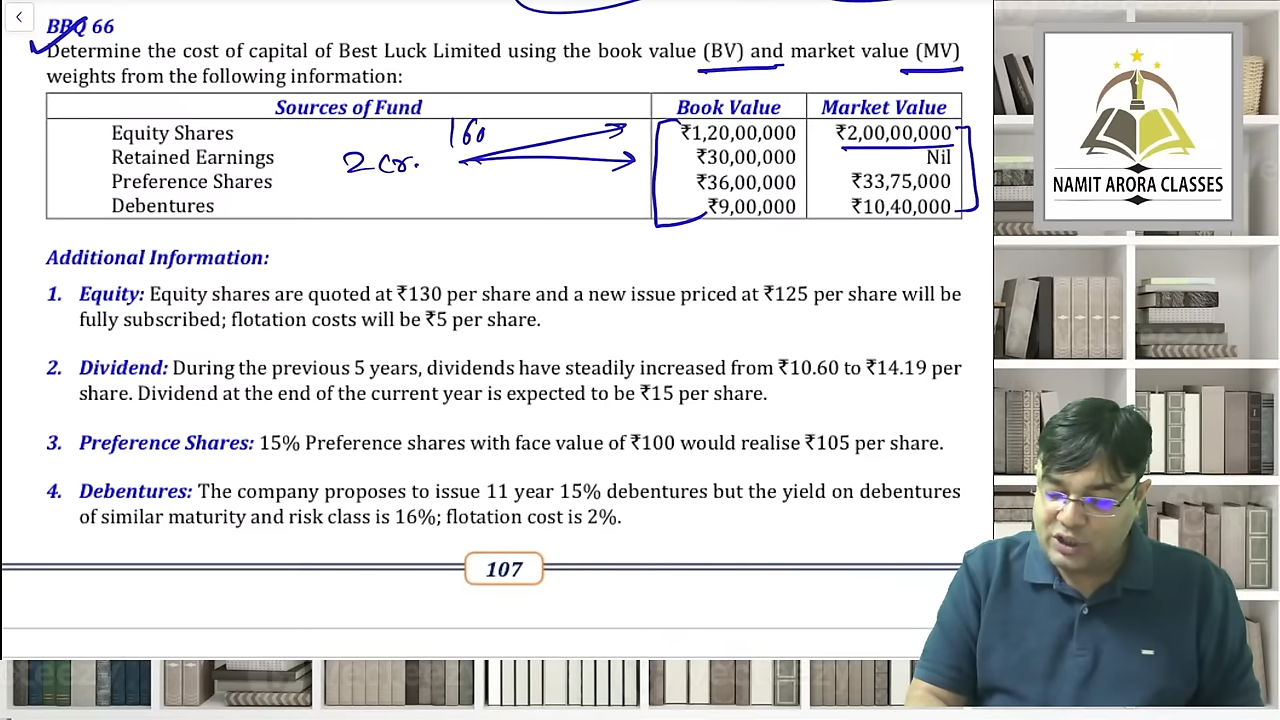 BBQ 66
Determine the cost of capital of Best Luck Limited using the book value (BV) and market value (MV)
weights from the following information:
Sources of Fund Book Value Market Value
Equity Shares ₹1,20,00,000 ₹2,00,00,000
160
Retained Earnings 2 Cr. ₹30,00,000 Nil
Preference Shares ₹36,00,000 ₹33,75,000
Debentures ₹9,00,000 ₹10,40,000
Additional Information:
1. Equity: Equity shares are quoted at ₹130 per share and a new issue priced at ₹125 per share will be
fully subscribed; flotation costs will be ₹5 per share.
2. Dividend: During the previous 5 years, dividends have steadily increased from ₹10.60 to ₹14.19 per
share. Dividend at the end of the current year is expected to be ₹15 per share.
3. Preference Shares: 15% Preference shares with face value of ₹100 would realise ₹105 per share.
4. Debentures: The company proposes to issue 11 year 15% debentures but the yield on debentures
of similar maturity and risk class is 16%; flotation cost is 2%.
107
NAMIT ARORA CLASSES